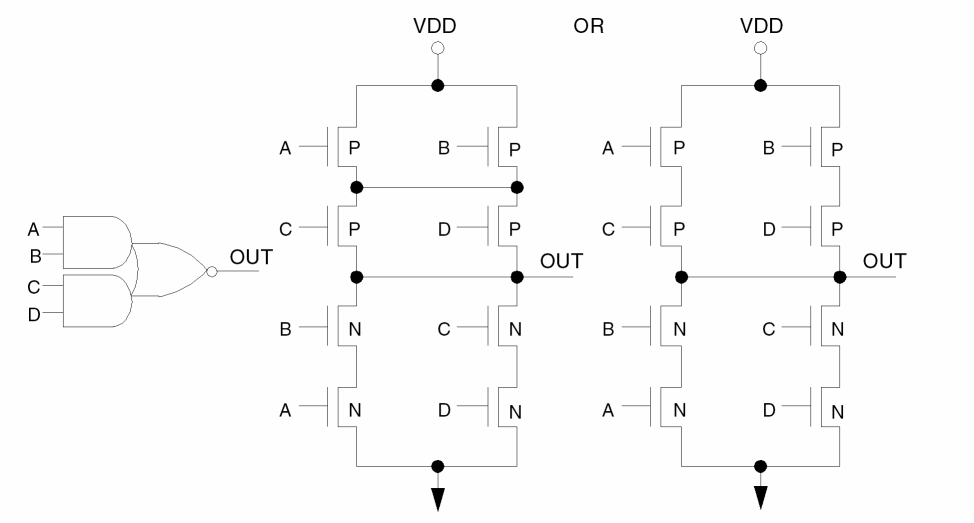 VDD OR VDD
A P B P A P B P
A
B
OUT
C
D
C P D P C P D P
OUT OUT
B N C N B N C N
A N D N A N D N